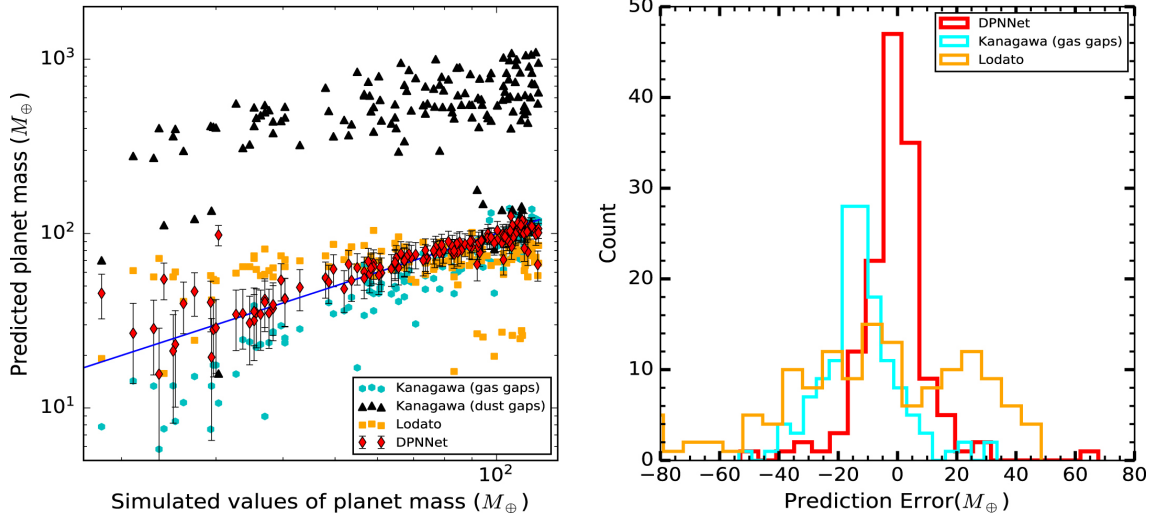 Predicted planet mass (M⊕)
10³
10²
10¹
Kanagawa (gas gaps)
Kanagawa (dust gaps)
Lodato
DPNNet
10²
Simulated values of planet mass (M⊕)
Count
50
40
30
20
10
0
DPNNet
Kanagawa (gas gaps)
Lodato
−80 −60 −40 −20 0 20 40 60 80
Prediction Error(M⊕)